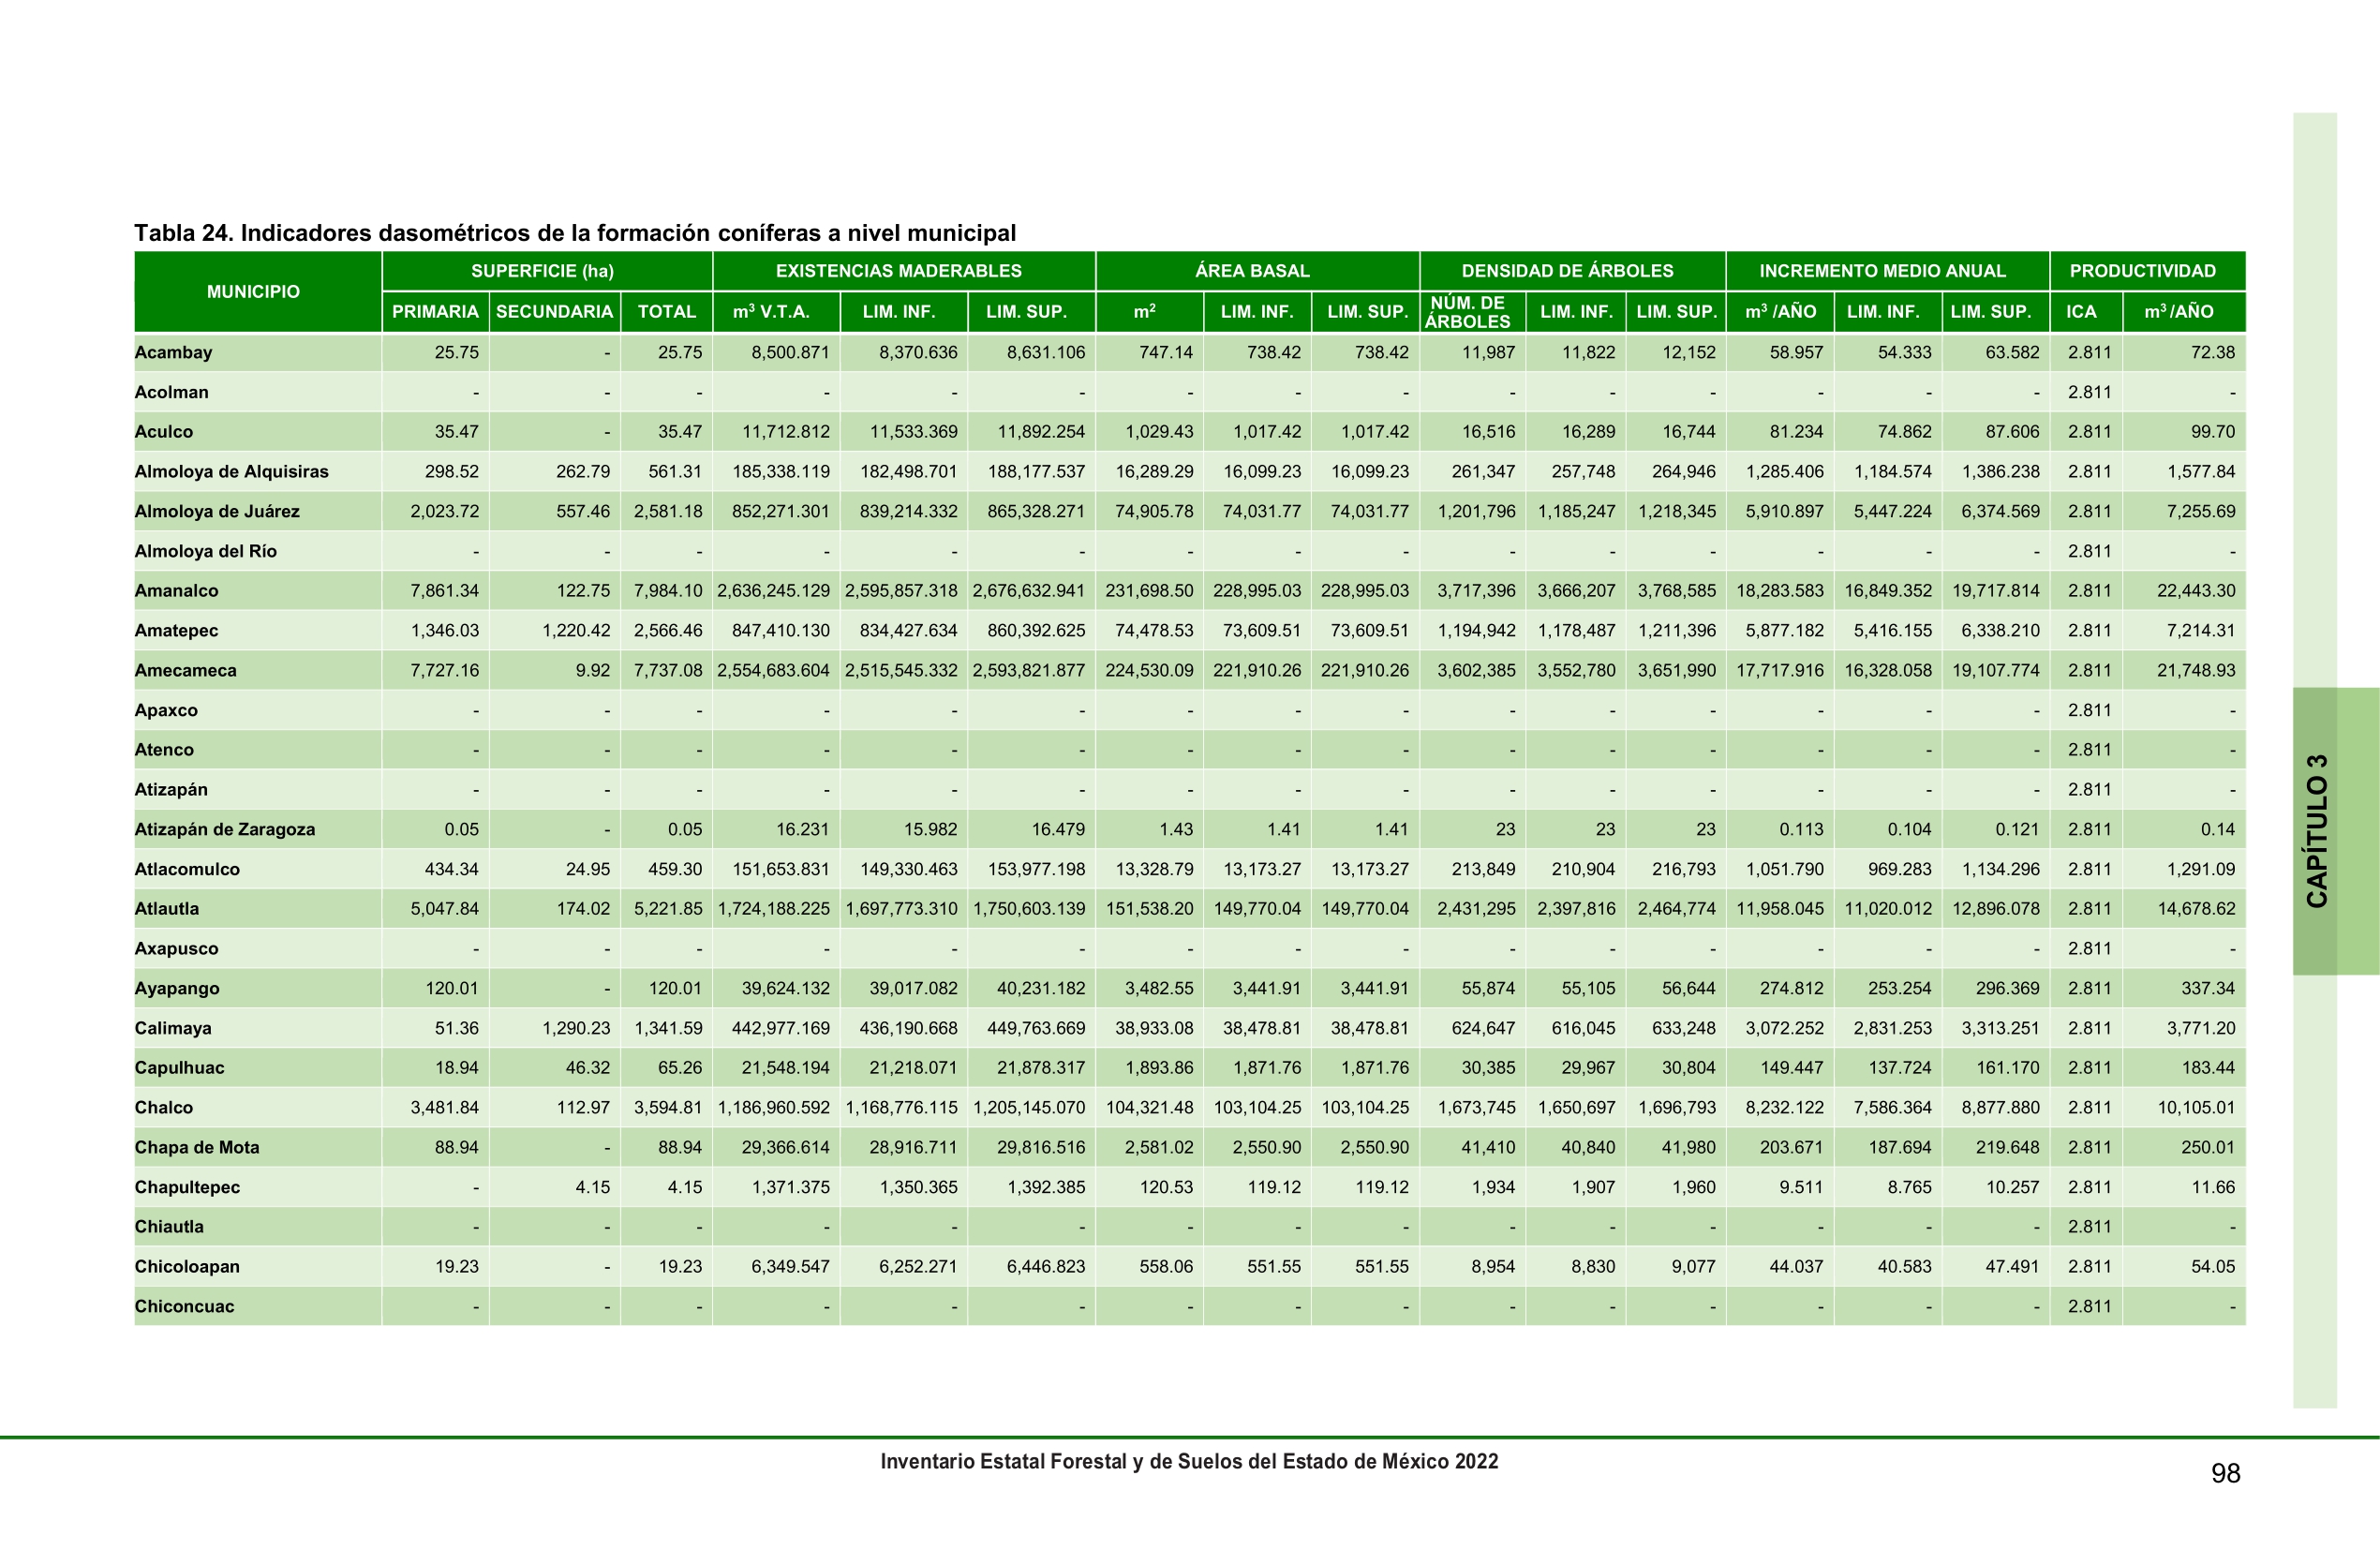 Tabla 24. Indicadores dasométricos de la formación coníferas a nivel municipal
MUNICIPIO SUPERFICIE (ha) EXISTENCIAS MADERABLES ÁREA BASAL DENSIDAD DE ÁRBOLES INCREMENTO MEDIO ANUAL PRODUCTIVIDAD
PRIMARIA SECUNDARIA TOTAL m³ V.T.A. LIM. INF. LIM. SUP. m² LIM. INF. LIM. SUP. NÚM. DE ÁRBOLES LIM. INF. LIM. SUP. m³ /AÑO LIM. INF. LIM. SUP. ICA m³ /AÑO
Acambay 25.75 - 25.75 8,500.871 8,370.636 8,631.106 747.14 738.42 738.42 11,987 11,822 12,152 58.957 54.333 63.582 2.811 72.38
Acolman - - - - - - - - - - - - - - - 2.811 -
Aculco 35.47 - 35.47 11,712.812 11,533.369 11,892.254 1,029.43 1,017.42 1,017.42 16,516 16,289 16,744 81.234 74.862 87.606 2.811 99.70
Almoloya de Alquisiras 298.52 262.79 561.31 185,338.119 182,498.701 188,177.537 16,289.29 16,099.23 16,099.23 261,347 257,748 264,946 1,285.406 1,184.574 1,386.238 2.811 1,577.84
Almoloya de Juárez 2,023.72 557.46 2,581.18 852,271.301 839,214.332 865,328.271 74,905.78 74,031.77 74,031.77 1,201,796 1,185,247 1,218,345 5,910.897 5,447.224 6,374.569 2.811 7,255.69
Almoloya del Río - - - - - - - - - - - - - - - 2.811 -
Amanalco 7,861.34 122.75 7,984.10 2,636,245.129 2,595,857.318 2,676,632.941 231,698.50 228,995.03 228,995.03 3,717,396 3,666,207 3,768,585 18,283.583 16,849.352 19,717.814 2.811 22,443.30
Amatepec 1,346.03 1,220.42 2,566.46 847,410.130 834,427.634 860,392.625 74,478.53 73,609.51 73,609.51 1,194,942 1,178,487 1,211,396 5,877.182 5,416.155 6,338.210 2.811 7,214.31
Amecameca 7,727.16 9.92 7,737.08 2,554,683.604 2,515,545.332 2,593,821.877 224,530.09 221,910.26 221,910.26 3,602,385 3,552,780 3,651,990 17,717.916 16,328.058 19,107.774 2.811 21,748.93
Apaxco - - - - - - - - - - - - - - - 2.811 -
Atenco - - - - - - - - - - - - - - - 2.811 -
Atizapán - - - - - - - - - - - - - - - 2.811 -
Atizapán de Zaragoza 0.05 - 0.05 16.231 15.982 16.479 1.43 1.41 1.41 23 23 23 0.113 0.104 0.121 2.811 0.14
Atlacomulco 434.34 24.95 459.30 151,653.831 149,330.463 153,977.198 13,328.79 13,173.27 13,173.27 213,849 210,904 216,793 1,051.790 969.283 1,134.296 2.811 1,291.09
Atlautla 5,047.84 174.02 5,221.85 1,724,188.225 1,697,773.310 1,750,603.139 151,538.20 149,770.04 149,770.04 2,431,295 2,397,816 2,464,774 11,958.045 11,020.012 12,896.078 2.811 14,678.62
Axapusco - - - - - - - - - - - - - - - 2.811 -
Ayapango 120.01 - 120.01 39,624.132 39,017.082 40,231.182 3,482.55 3,441.91 3,441.91 55,874 55,105 56,644 274.812 253.254 296.369 2.811 337.34
Calimaya 51.36 1,290.23 1,341.59 442,977.169 436,190.668 449,763.669 38,933.08 38,478.81 38,478.81 624,647 616,045 633,248 3,072.252 2,831.253 3,313.251 2.811 3,771.20
Capulhuac 18.94 46.32 65.26 21,548.194 21,218.071 21,878.317 1,893.86 1,871.76 1,871.76 30,385 29,967 30,804 149.447 137.724 161.170 2.811 183.44
Chalco 3,481.84 112.97 3,594.81 1,186,960.592 1,168,776.115 1,205,145.070 104,321.48 103,104.25 103,104.25 1,673,745 1,650,697 1,696,793 8,232.122 7,586.364 8,877.880 2.811 10,105.01
Chapa de Mota 88.94 - 88.94 29,366.614 28,916.711 29,816.516 2,581.02 2,550.90 2,550.90 41,410 40,840 41,980 203.671 187.694 219.648 2.811 250.01
Chapultepec - 4.15 4.15 1,371.375 1,350.365 1,392.385 120.53 119.12 119.12 1,934 1,907 1,960 9.511 8.765 10.257 2.811 11.66
Chiautla - - - - - - - - - - - - - - - 2.811 -
Chicoloapan 19.23 - 19.23 6,349.547 6,252.271 6,446.823 558.06 551.55 551.55 8,954 8,830 9,077 44.037 40.583 47.491 2.811 54.05
Chiconcuac - - - - - - - - - - - - - - - 2.811 -
CAPÍTULO 3
Inventario Estatal Forestal y de Suelos del Estado de México 2022
98